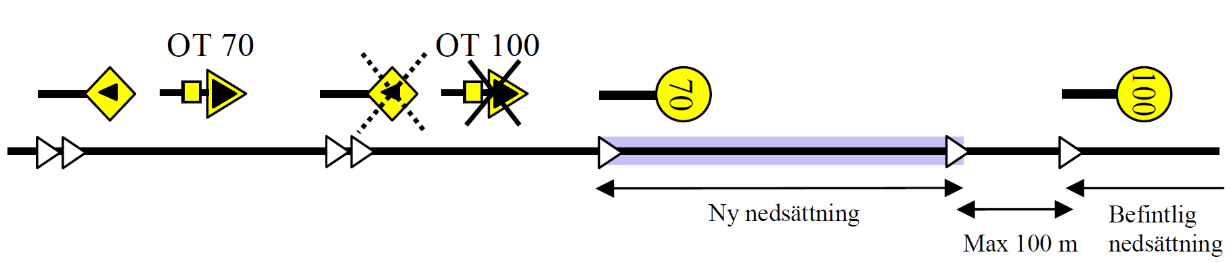 OT 70
OT 100
70
100
Ny nedsättning
Max 100 m
Befintlig
nedsättning